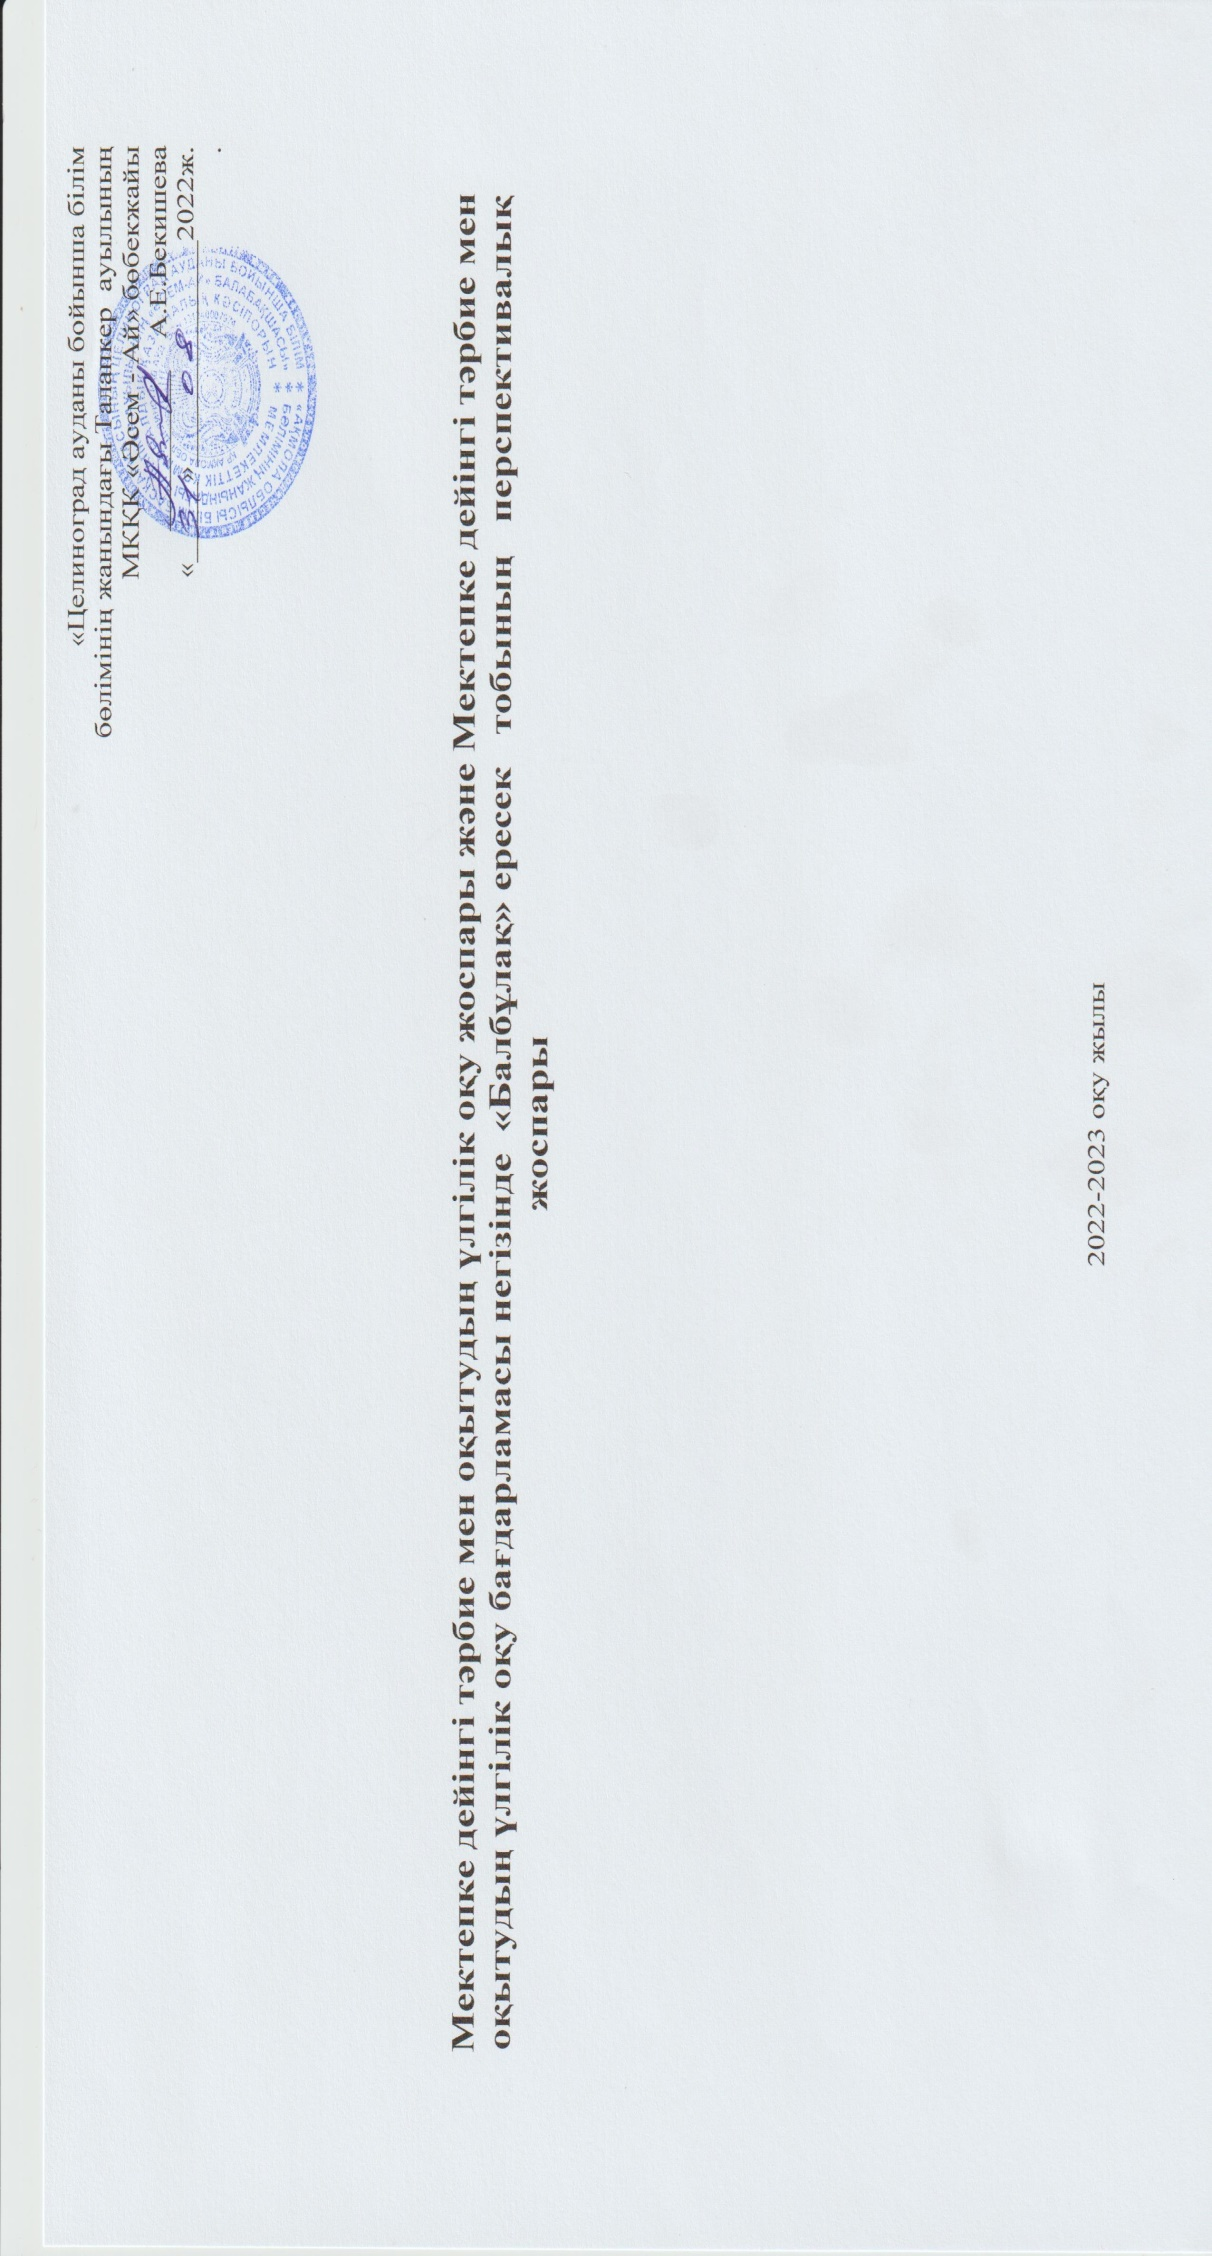 «Целиноград ауданы бойынша білім
бөлімінің жанындағы Талапкер ауылының
МКҚК «Әсем - Ай» бөбекжайы
А.Е.Бекишева
«31» 08 2022ж.
.
Мектепке дейінгі тәрбие мен оқытудың үлгілік оқу жоспары және Мектепке дейінгі тәрбие мен
оқытудың үлгілік оқу бағдарламасы негізінде «Балбұлақ» ересек тобының перспективалық
жоспары
2022-2023 оқу жылы